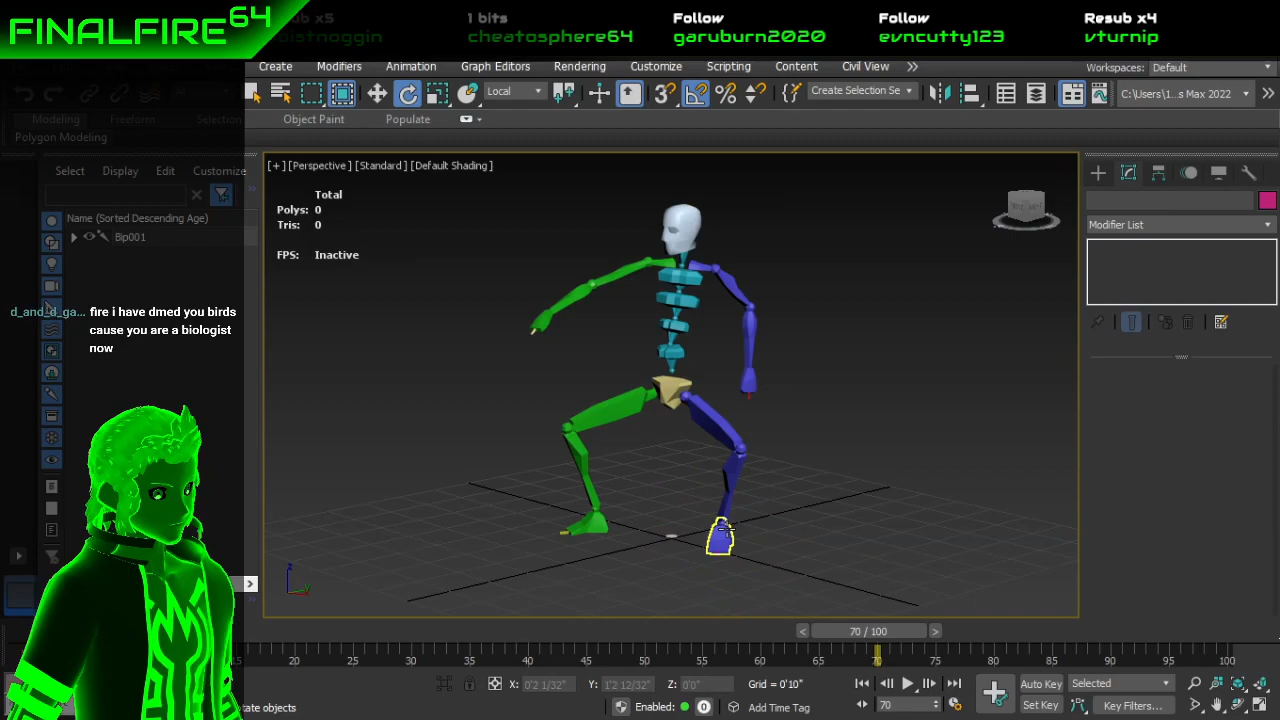 FINALFIRE64
Resub x5
1 bits
cheatosphere64
Follow
garuburn2020
Follow
evncutty123
Resub x4
vturnip
Create
Modifiers
Animation
Graph Editors
Rendering
Customize
Scripting
Content
Civil View
Workspaces: Default
Local
Create Selection Se
C:\Users\1...s Max 2022
Modeling
Freeform
Selection
Object Paint
Populate
Polygon Modeling
Select
Display
Edit
Customize
Name (Sorted Descending Age)
Bip001
[+] [Perspective ] [Standard ] [Default Shading ]
Total
Polys: 0
Tris: 0
FPS: Inactive
Modifier List
d_and_d_ga... fire i have dmed you birds
cause you are a biologist
now
z
70 / 100
20 25 30 35 40 45 50 55 60 65 70 75 80 85 90 95 100
X: 0'2 1/32"
Y: 1'2 12/32"
Z: 0'0"
Grid = 0'10"
Auto Key
Selected
tate objects
Enabled:
0
Add Time Tag
70
Set Key
Key Filters...